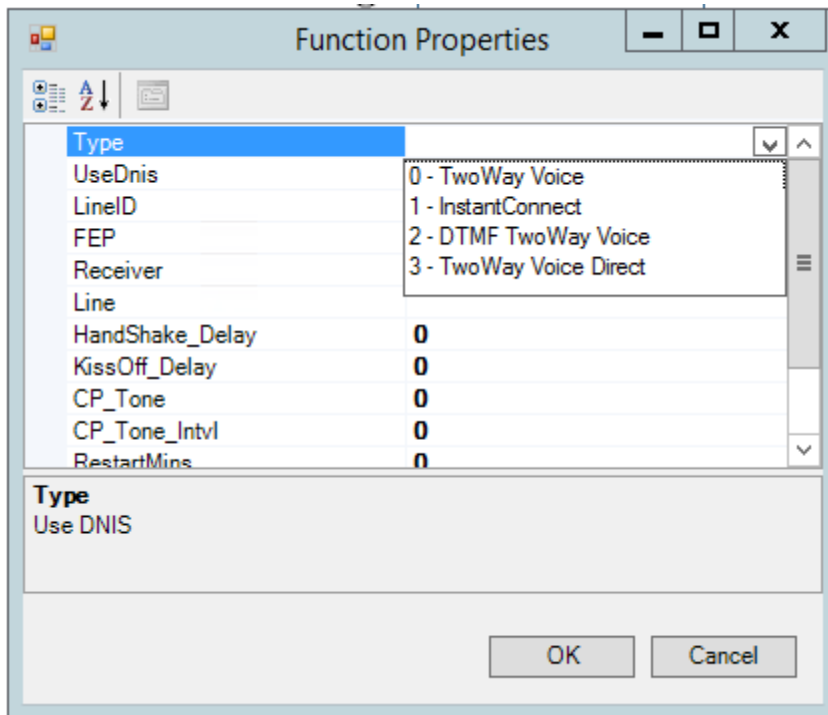 Function Properties
Type
UseDnis
0 - TwoWay Voice
LineID
1 - InstantConnect
FEP
2 - DTMF TwoWay Voice
Receiver
3 - TwoWay Voice Direct
Line
HandShake_Delay 0
KissOff_Delay 0
CP_Tone 0
CP_Tone_Intvl 0
RestartMins 0
Type
Use DNIS
OK Cancel